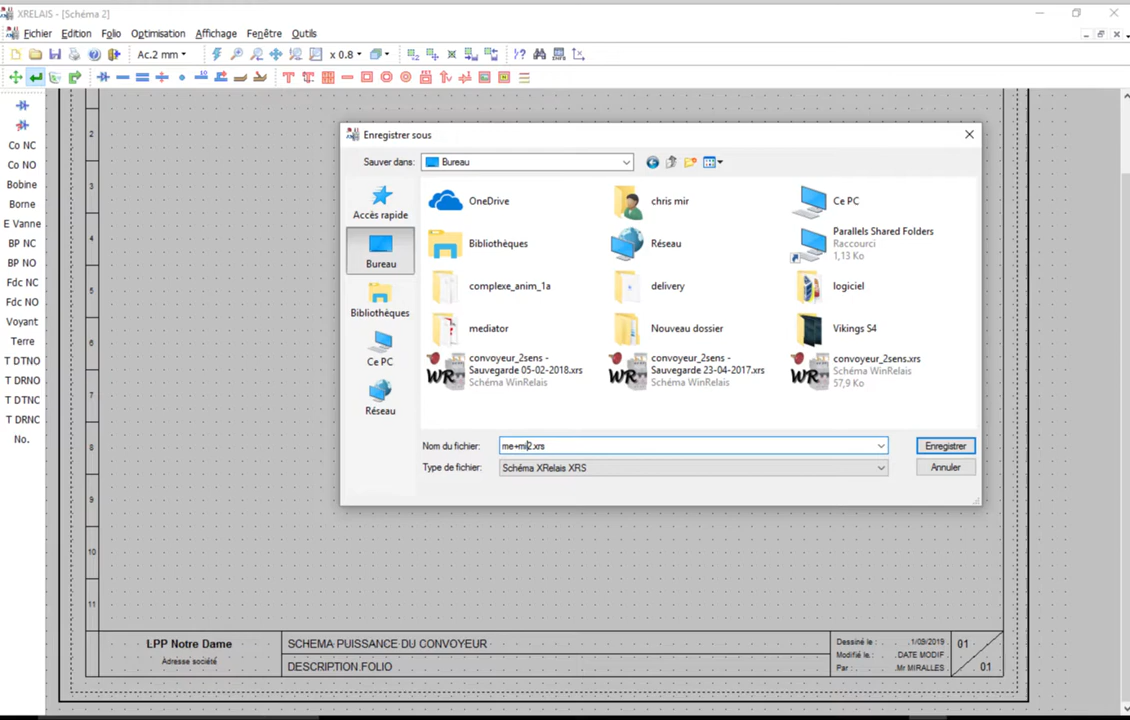 XRELAIS - [Schéma 2]
Fichier Edition Folio Optimisation Affichage Fenêtre Outils
Ac.2 mm x 0.8
Co NC
Co NO
Bobine
Borne
E Vanne
BP NC
BP NO
Fdc NC
Fdc NO
Voyant
Terre
T DTNO
T DRNO
T DTNC
T DRNC
No.
2
3
4
5
6
7
8
9
10
11
Enregistrer sous
Sauver dans: Bureau
Accès rapide
Bureau
Bibliothèques
Ce PC
Réseau
OneDrive
chris mir
Ce PC
Bibliothèques
Réseau
Parallels Shared Folders
Raccourci
1,13 Ko
complexe_anim_1a
delivery
logiciel
mediator
Nouveau dossier
Vikings S4
convoyeur_2sens -
Sauvegarde 05-02-2018.xrs
Schéma WinRelais
convoyeur_2sens -
Sauvegarde 23-04-2017.xrs
Schéma WinRelais
convoyeur_2sens.xrs
Schéma WinRelais
57,9 Ko
Nom du fichier: me+ml2.xrs Enregistrer
Type de fichier: Schéma XRelais XRS Annuler
LPP Notre Dame
Adresse société
SCHEMA PUISSANCE DU CONVOYEUR
DESCRIPTION FOLIO
Dessiné le : 1/09/2019
Modifié le : DATE MODIF
Par : Mr MIRALLES
01
01